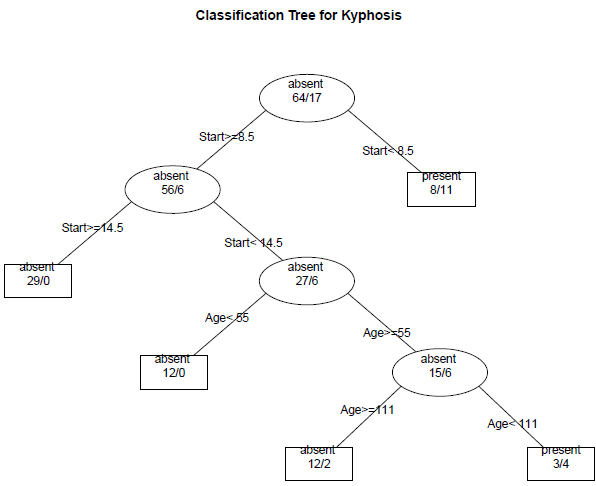 Classification Tree for Kyphosis
absent
64/17
Start>=8.5
Start< 8.5
absent
56/6
present
8/11
Start>=14.5
Start< 14.5
absent
29/0
absent
27/6
Age< 55
Age>=55
absent
12/0
absent
15/6
Age>=111
Age< 111
absent
12/2
present
3/4